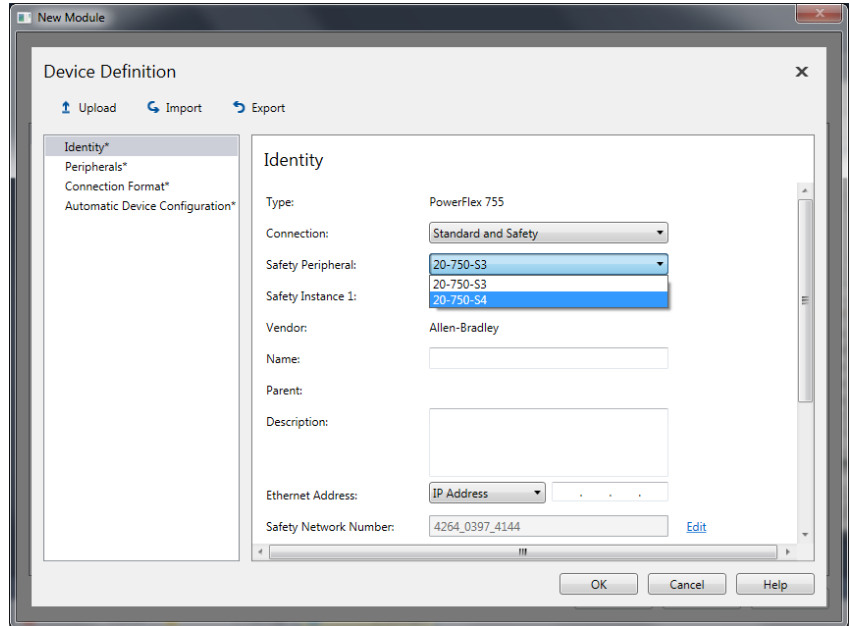 New Module
Device Definition
Upload Import Export
Identity*
Peripherals*
Connection Format*
Automatic Device Configuration*
Identity
Type: PowerFlex 755
Connection: Standard and Safety
Safety Peripheral: 20-750-S3
20-750-S3
Safety Instance 1: 20-750-S4
Vendor: Allen-Bradley
Name:
Parent:
Description:
Ethernet Address: IP Address . . .
Safety Network Number: 4264_0397_4144 Edit
OK Cancel Help